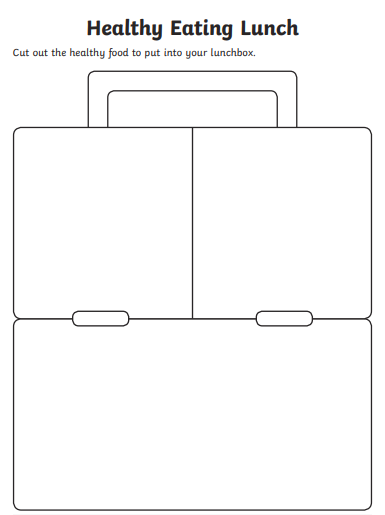 Healthy Eating Lunch
Cut out the healthy food to put into your lunchbox.